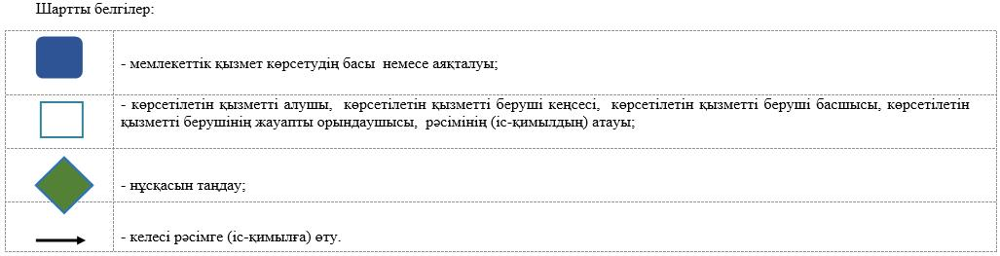 Шартты белгілер:
- мемлекеттік қызмет көрсетудің басы немесе аяқталуы;
- көрсетілетін қызметті алушы, көрсетілетін қызметті беруші кеңсесі, көрсетілетін қызметті беруші басшысы, көрсетілетін
қызметті берушінің жауапты орындаушысы, рәсімінің (іс-қимылдың) атауы;
- нұсқасын таңдау;
- келесі рәсімге (іс-қимылға) өту.